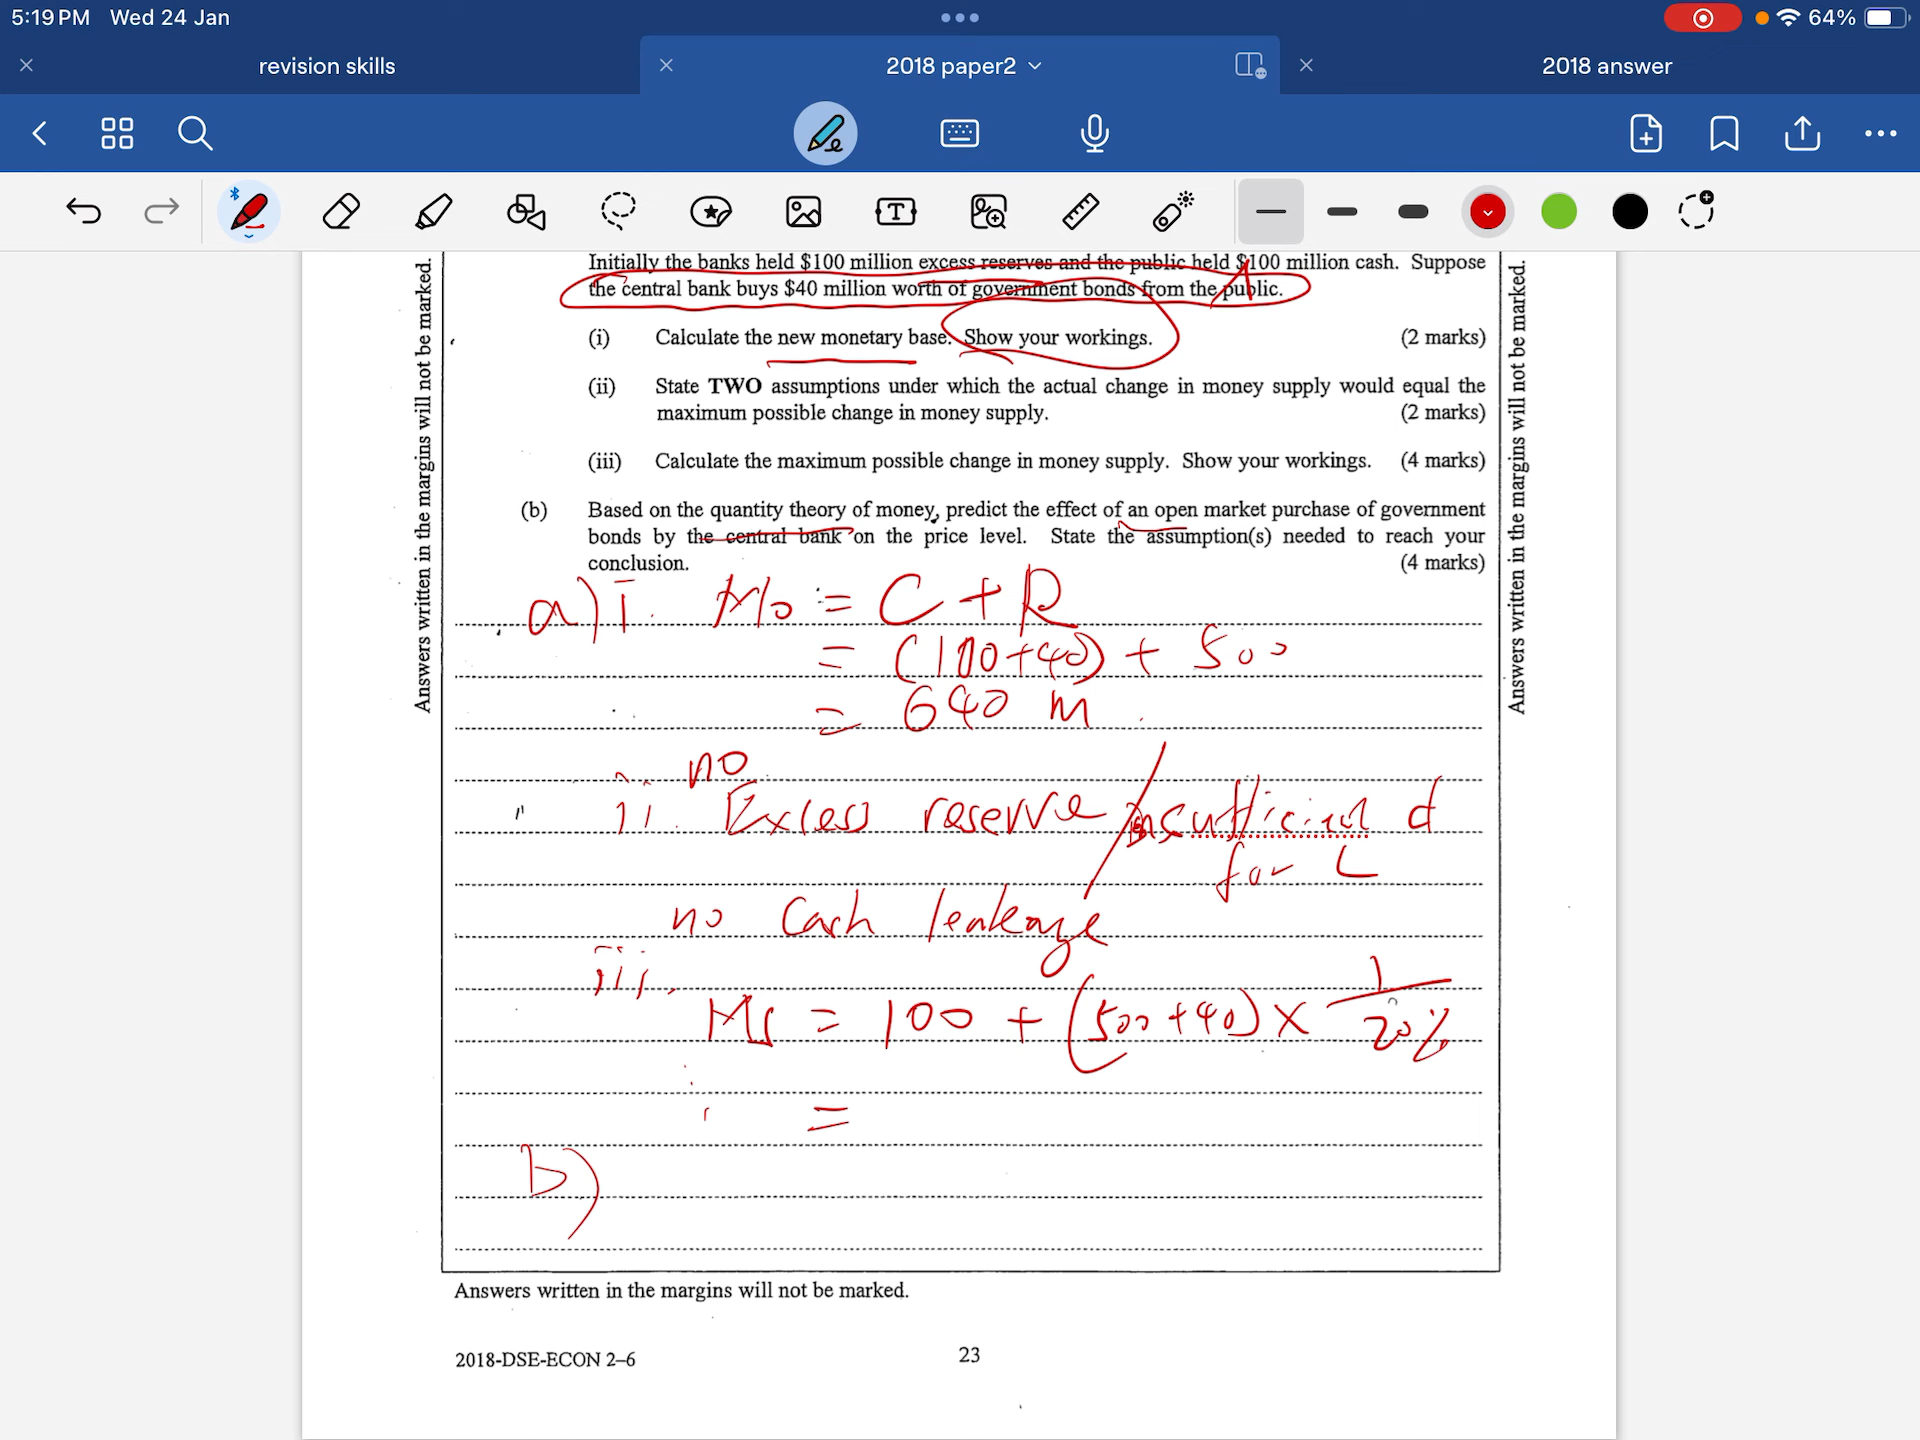 5:19 PM Wed 24 Jan
64%
revision skills
2018 paper2
2018 answer
Initially the banks held $100 million excess reserves and the public held $100 million cash. Suppose
the central bank buys $40 million worth of government bonds from the public.
(i) Calculate the new monetary base. Show your workings. (2 marks)
(ii) State TWO assumptions under which the actual change in money supply would equal the
maximum possible change in money supply. (2 marks)
(iii) Calculate the maximum possible change in money supply. Show your workings. (4 marks)
(b) Based on the quantity theory of money, predict the effect of an open market purchase of government
bonds by the central bank on the price level. State the assumption(s) needed to reach your
conclusion. (4 marks)
a) i. Mo = C + R
= (100+40) + 500
= 640 m
no
ii. Excess reserve / insufficient d
for L
no cash leakage
iii.
Ms = 100 + (500+40) × 1/20%
=
b)
Answers written in the margins will not be marked.
Answers written in the margins will not be marked.
Answers written in the margins will not be marked.
2018-DSE-ECON 2–6
23